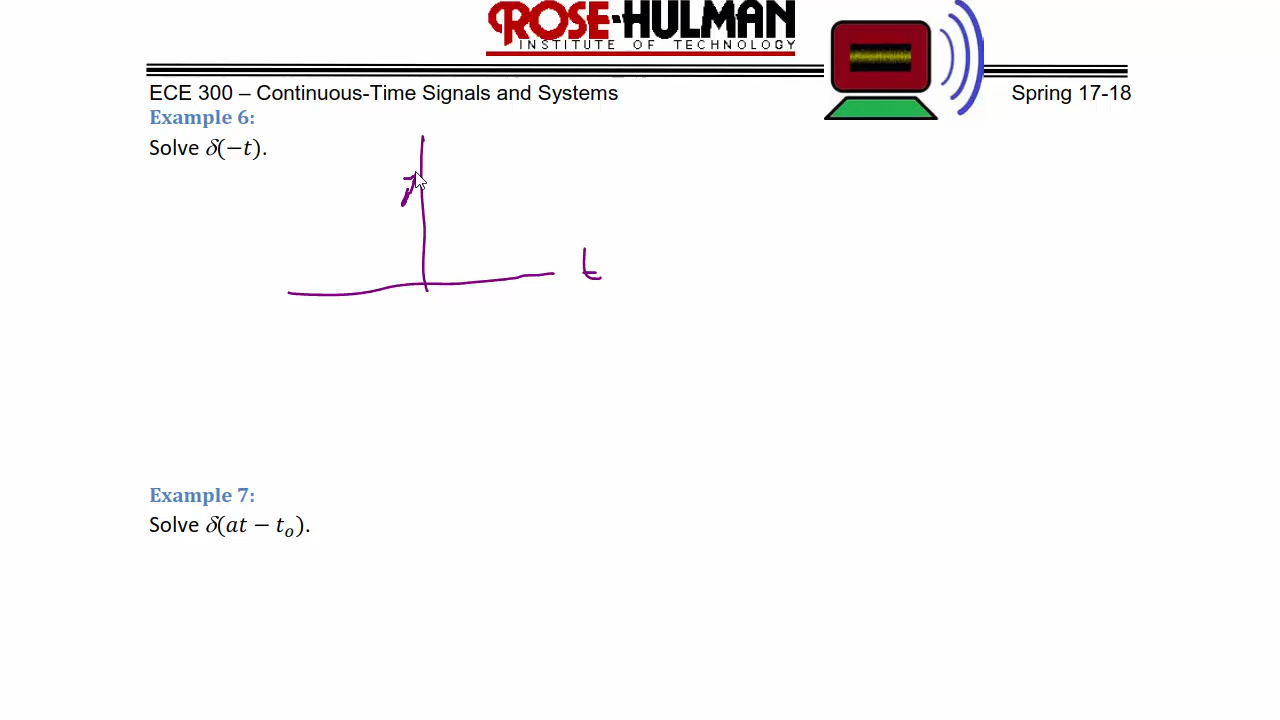 ROSE-HULMAN
INSTITUTE OF TECHNOLOGY
ECE 300 – Continuous-Time Signals and Systems Spring 17-18
Example 6:
Solve δ(−t).
t
Example 7:
Solve δ(at − tₒ).